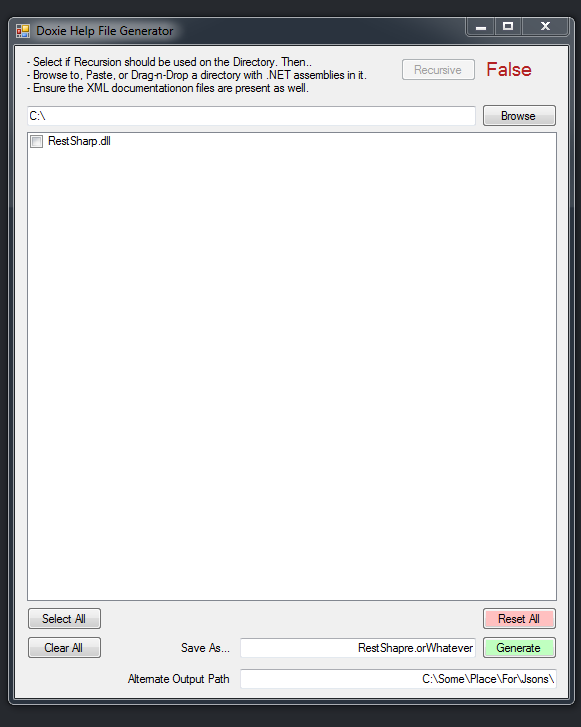 Doxie Help File Generator
- Select if Recursion should be used on the Directory. Then..
- Browse to, Paste, or Drag-n-Drop a directory with .NET assemblies in it.
- Ensure the XML documentationon files are present as well.
Recursive
False
C:\
Browse
RestSharp.dll
Select All
Reset All
Clear All
Save As...
RestShapre.orWhatever
Generate
Alternate Output Path
C:\Some\Place\For\Jsons\